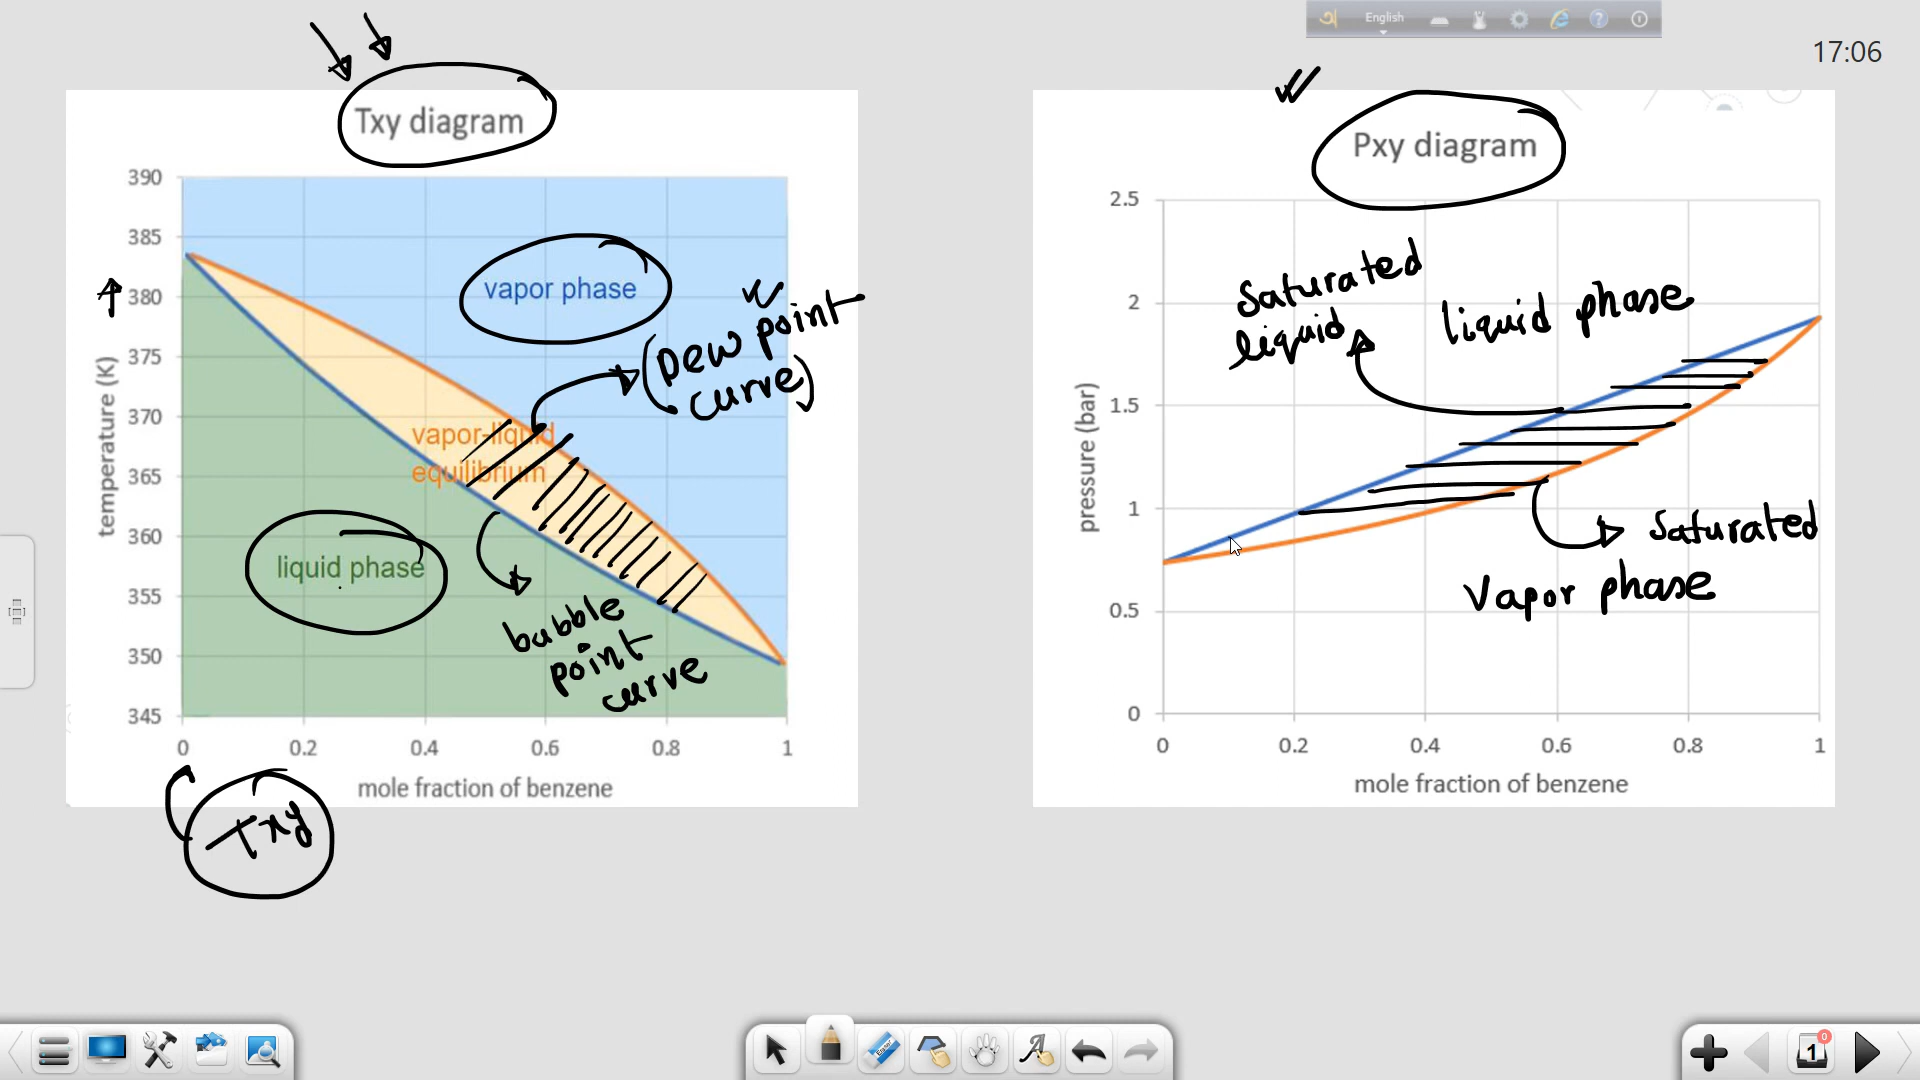 English
17:06
Txy diagram
390
385
380
375
370
365
360
355
350
345
temperature (K)
vapor phase
(Dew point
curve)
vapor-liquid
equilibrium
liquid phase
bubble
point
curve
0 0.2 0.4 0.6 0.8 1
mole fraction of benzene
Txy
Pxy diagram
2.5
2
1.5
1
0.5
0
pressure (bar)
Saturated
liquid
liquid phase
Saturated
Vapor phase
0 0.2 0.4 0.6 0.8 1
mole fraction of benzene
Eraser
A
1
0